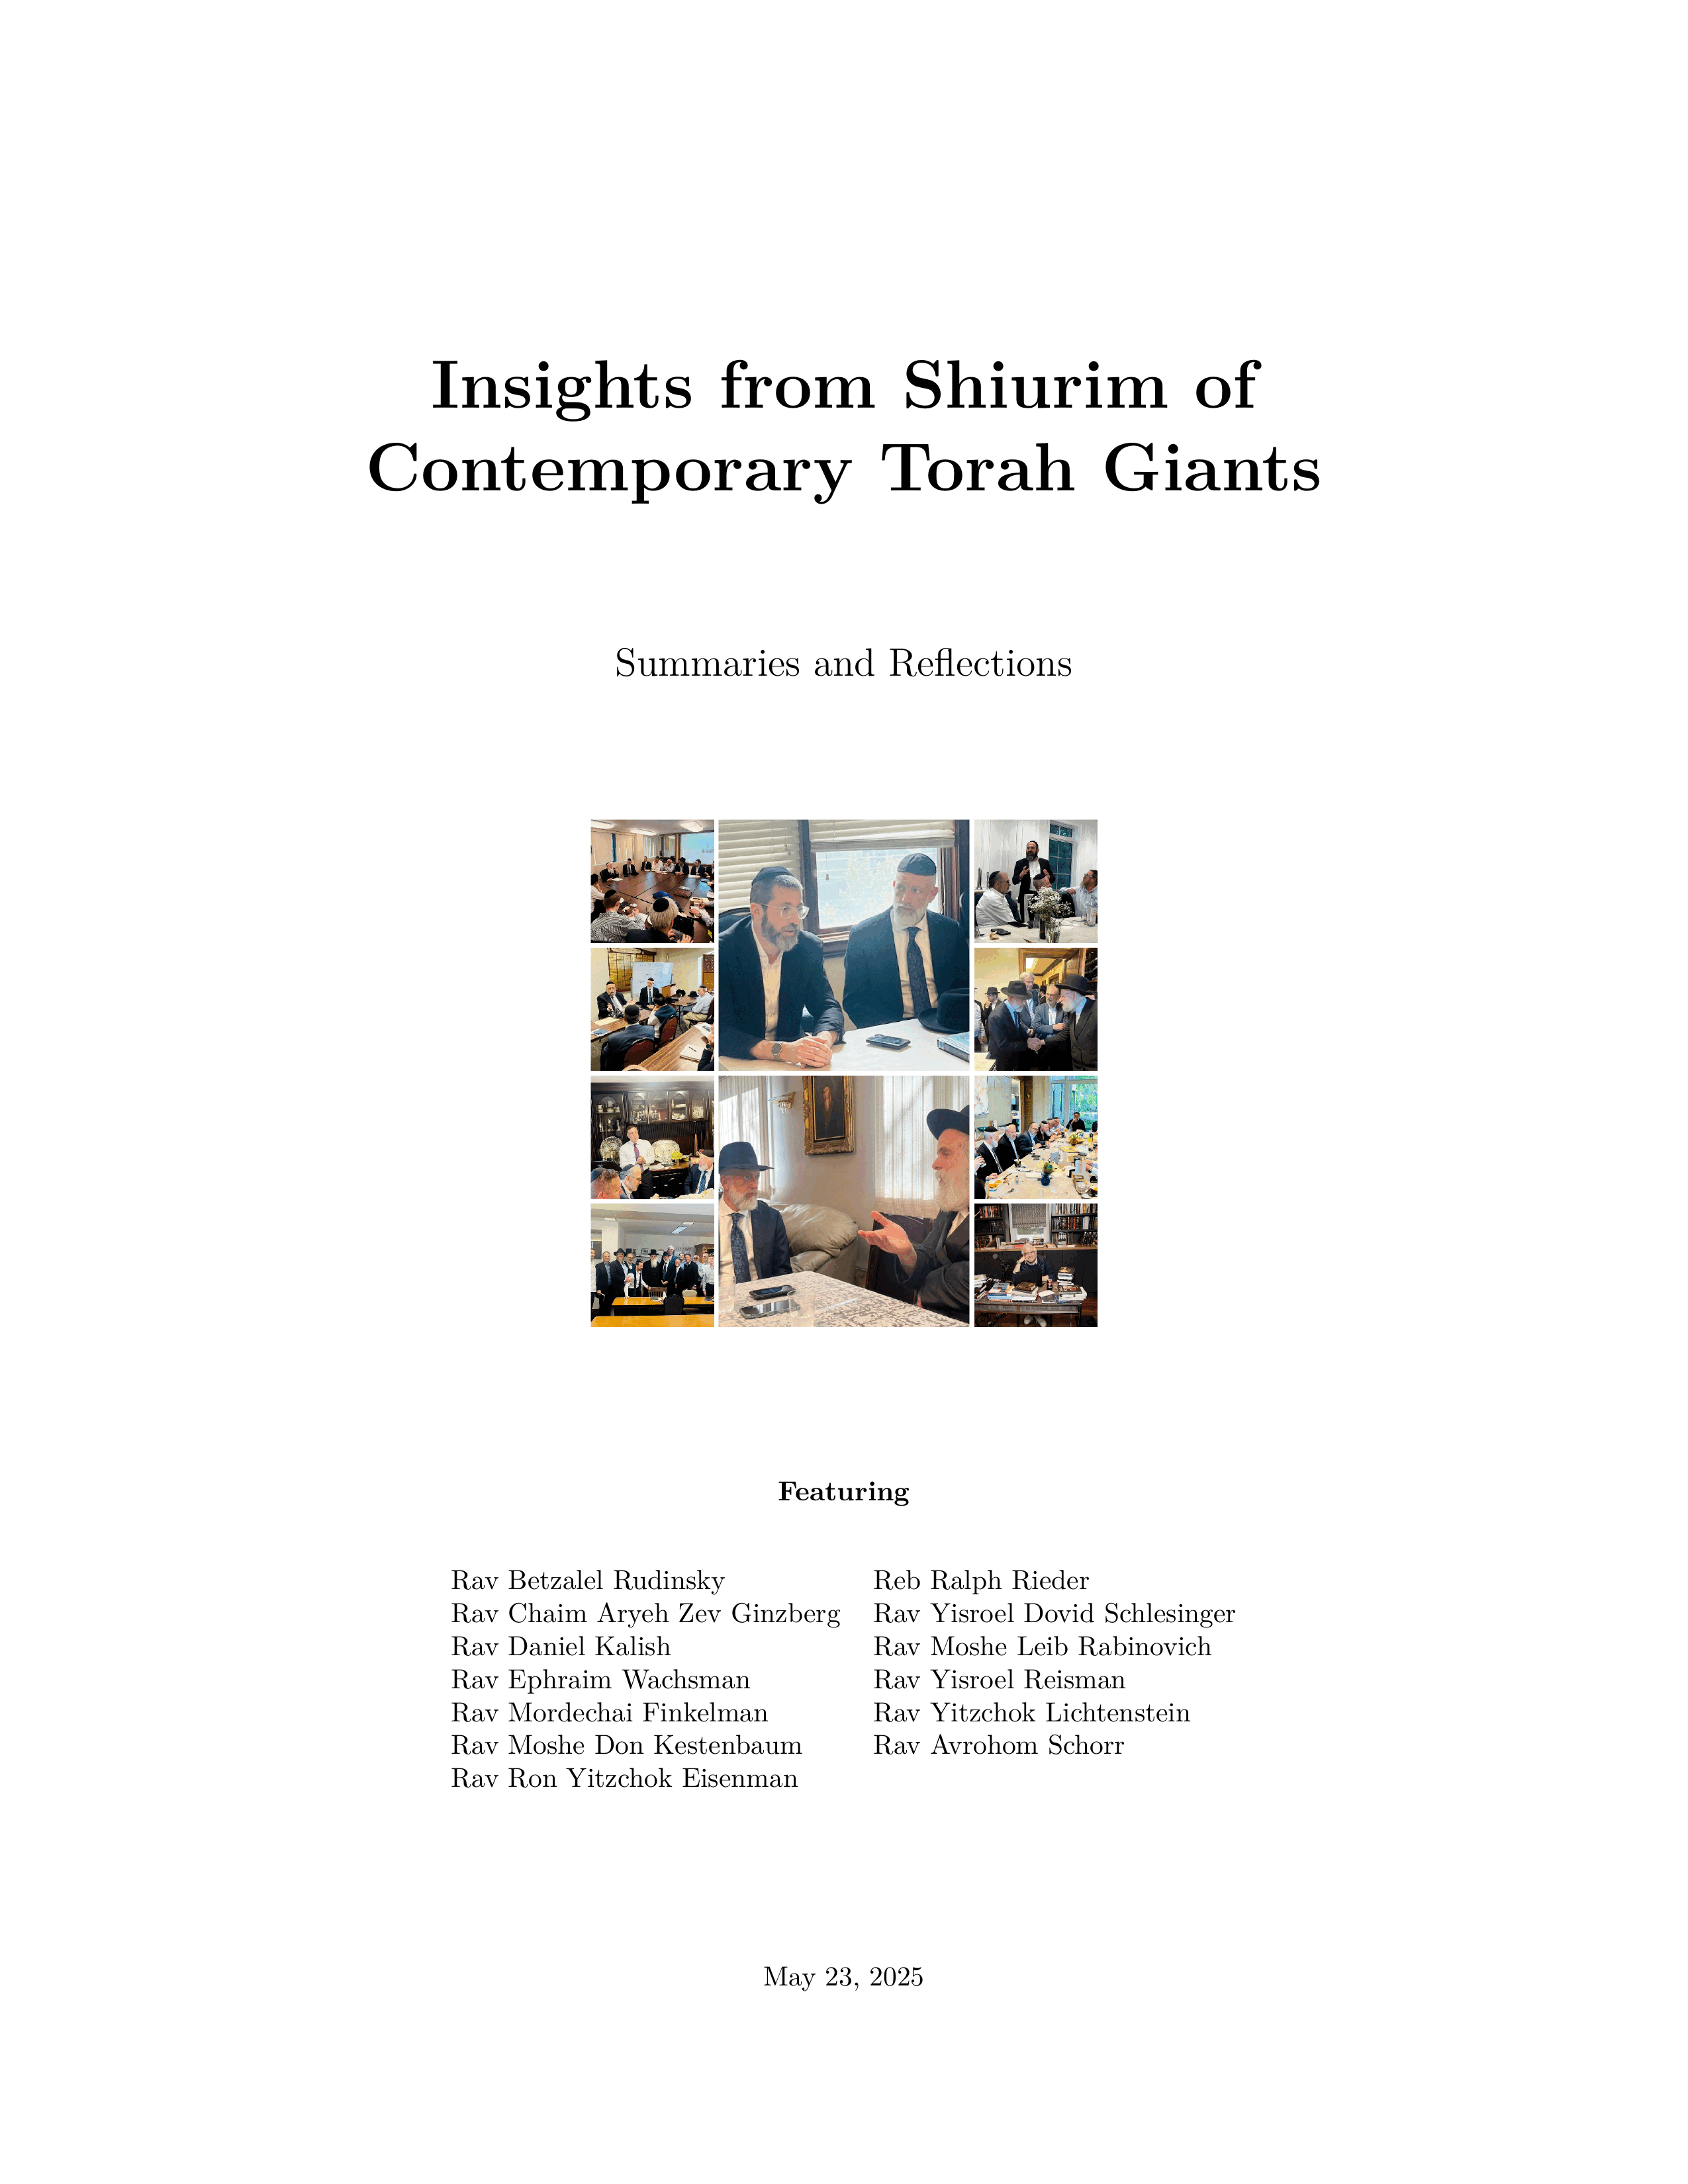 Insights from Shiurim of
Contemporary Torah Giants
Summaries and Reflections
Featuring
Rav Betzalel Rudinsky
Rav Chaim Aryeh Zev Ginzberg
Rav Daniel Kalish
Rav Ephraim Wachsman
Rav Mordechai Finkelman
Rav Moshe Don Kestenbaum
Rav Ron Yitzchok Eisenman
Reb Ralph Rieder
Rav Yisroel Dovid Schlesinger
Rav Moshe Leib Rabinovich
Rav Yisroel Reisman
Rav Yitzchok Lichtenstein
Rav Avrohom Schorr
May 23, 2025